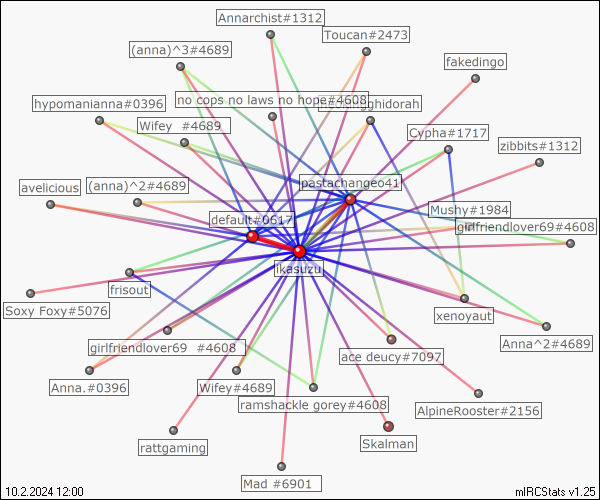 Annarchist#1312
Toucan#2473
(anna)^3#4689
fakedingo
no cops no laws no hope#4608
hypomanianna#0396
ghidorah
Wifey #4689
Cypha#1717
zibbits#1312
pastachangeo41
avelicious
(anna)^2#4689
Mushy#1984
default#0617
girlfriendlover69#4608
ikasuzu
frisout
Soxy Foxy#5076
xenoyaut
Anna^2#4689
girlfriendlover69 #4608
ace deucy#7097
Anna.#0396
Wifey#4689
ramshackle gorey#4608
AlpineRooster#2156
rattgaming
Skalman
Mad #6901
10.2.2024 12:00
mIRCStats v1.25